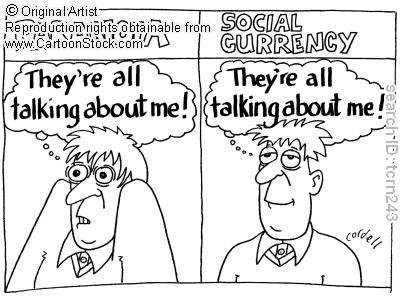 © Original Artist
Reproduction rights obtainable from
www.CartoonStock.com
SOCIAL
CURRENCY
They're all
talking about me!
They're all
talking about me!
cordell
search ID: tcrn243